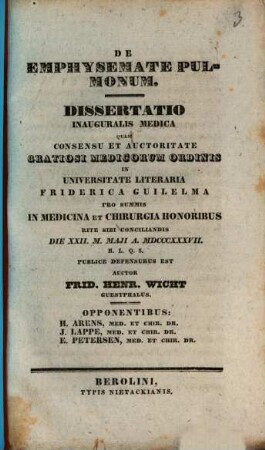 3
DE
EMPHYSEMATE PUL-
MONUM.
DISSERTATIO
INAUGURALIS MEDICA
QUAM
CONSENSU ET AUCTORITATE
GRATIOSI MEDICORUM ORDINIS
IN
UNIVERSITATE LITERARIA
FRIDERICA GUILELMA
PRO SUMMIS
IN MEDICINA ET CHIRURGIA HONORIBUS
RITE SIBI CONCILIANDIS
DIE XXII. M. MAJI A. MDCCCXXXVII.
H. L. Q. S.
PUBLICE DEFENSURUS EST
AUCTOR
FRID. HENR. WICHT
GUESTPHALUS.
OPPONENTIBUS:
H. ARENS, MED. ET CHIR. DR.
J. LAPPE, MED. ET CHIR. DR.
E. PETERSEN, MED. ET CHIR. DR.
BEROLINI,
TYPIS NIETACKIANIS.